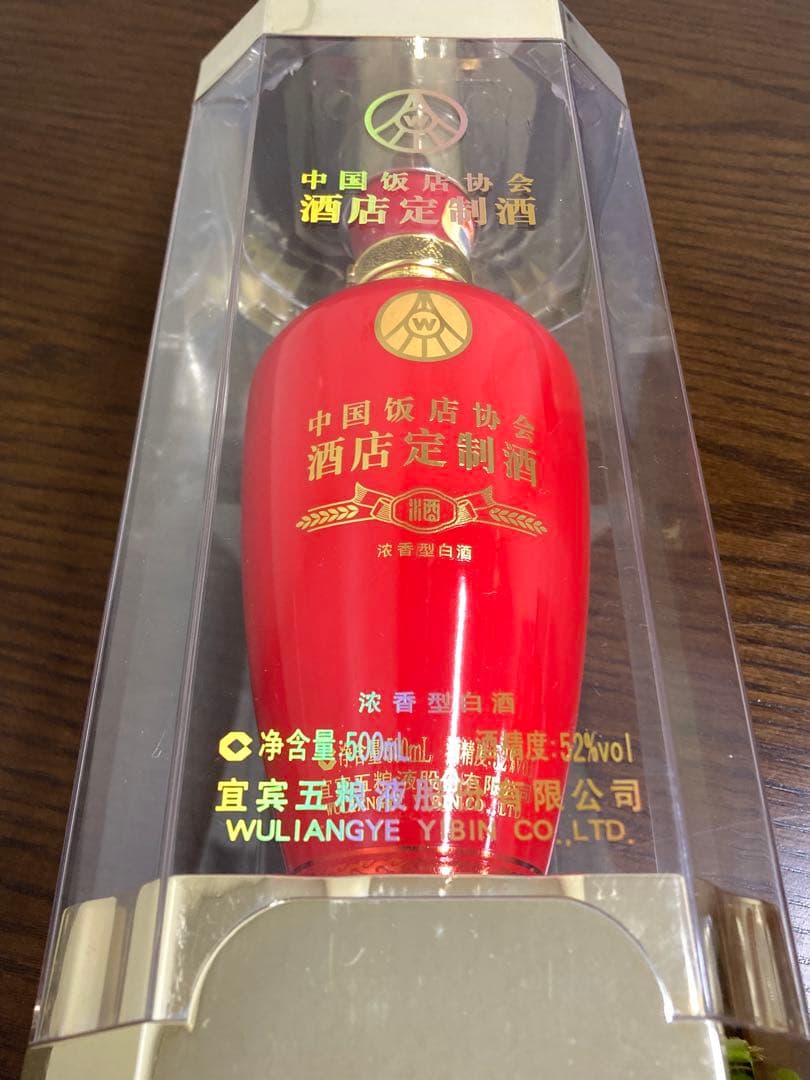 W
中国饭店协会
酒店定制酒
W
中国饭店协会
酒店定制酒
酒
浓香型白酒
浓香型白酒
净含量 500mL 酒精度:52%vol
宜宾五粮液股份有限公司
WULIANGYE YIBIN CO.,LTD.